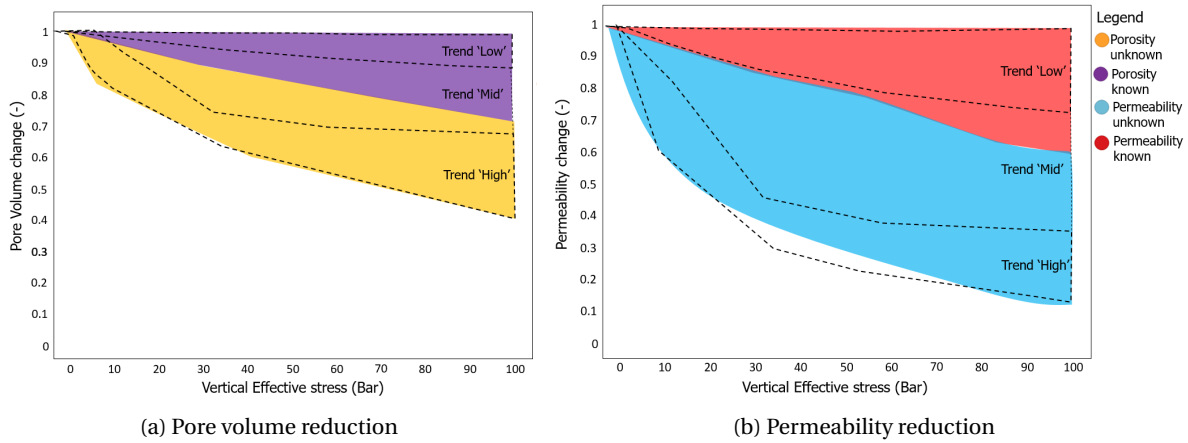 Pore Volume change (-)
1
0.9
0.8
0.7
0.6
0.5
0.4
0.3
0.2
0.1
0
Trend 'Low'
Trend 'Mid'
Trend 'High'
0 10 20 30 40 50 60 70 80 90 100
Vertical Effective stress (Bar)
(a) Pore volume reduction
Permeability change (-)
1
0.9
0.8
0.7
0.6
0.5
0.4
0.3
0.2
0.1
0
Trend 'Low'
Trend 'Mid'
Trend 'High'
0 10 20 30 40 50 60 70 80 90 100
Vertical Effective stress (Bar)
(b) Permeability reduction
Legend
Porosity
unknown
Porosity
known
Permeability
unknown
Permeability
known